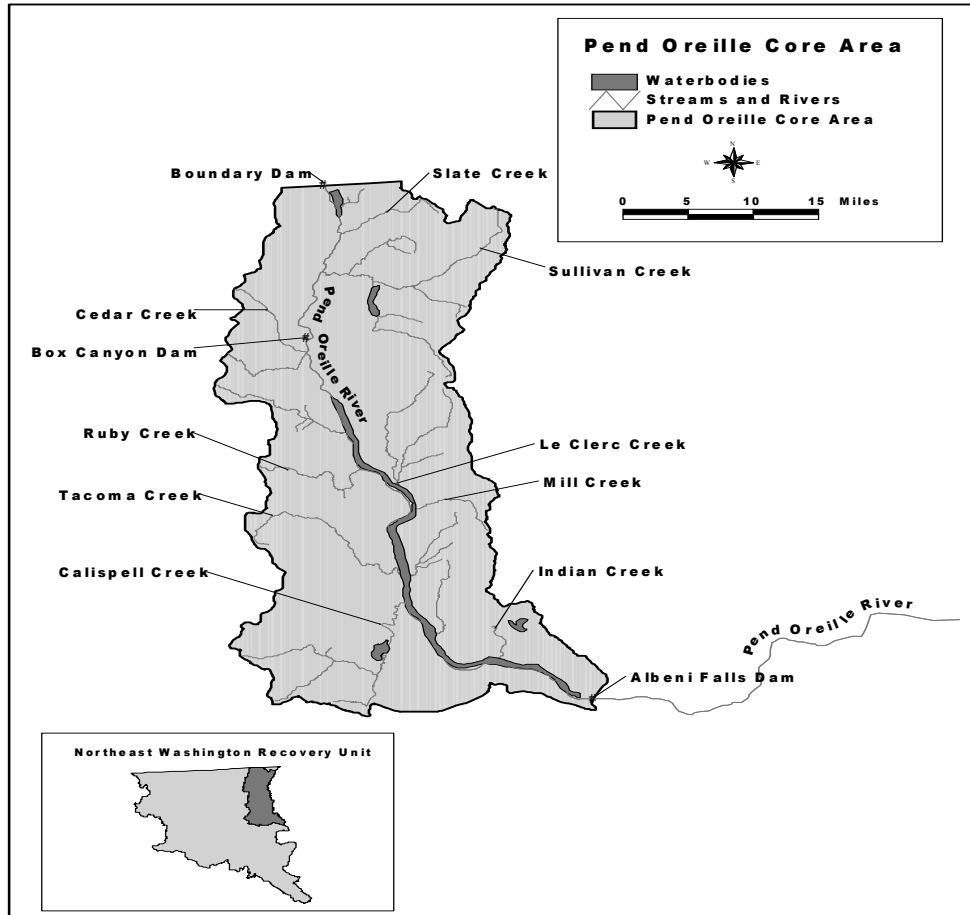 Pend Oreille Core Area
Waterbodies
Streams and Rivers
Pend Oreille Core Area
N
W E
S
0 5 10 15 Miles
Boundary Dam
Slate Creek
Sullivan Creek
Cedar Creek
Pend Oreille River
Box Canyon Dam
Ruby Creek
Le Clerc Creek
Mill Creek
Tacoma Creek
Calispell Creek
Indian Creek
Pend Oreille River
Albeni Falls Dam
Northeast Washington Recovery Unit